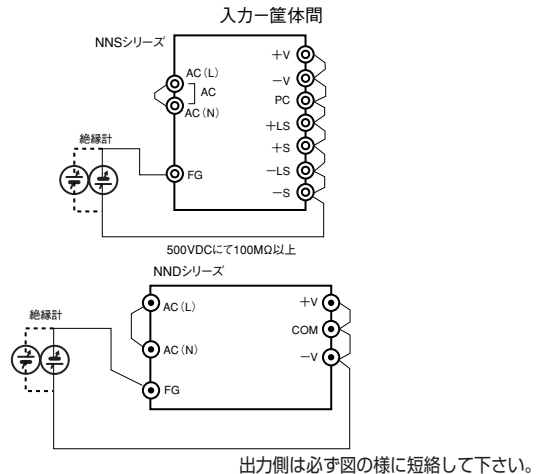 入力ー筐体間
NNSシリーズ
AC(L)
AC
AC(N)
FG
+V
−V
PC
+LS
+S
−LS
−S
絶縁計
500VDCにて100MΩ以上
NNDシリーズ
AC(L)
AC(N)
FG
+V
COM
−V
絶縁計
出力側は必ず図の様に短絡して下さい。